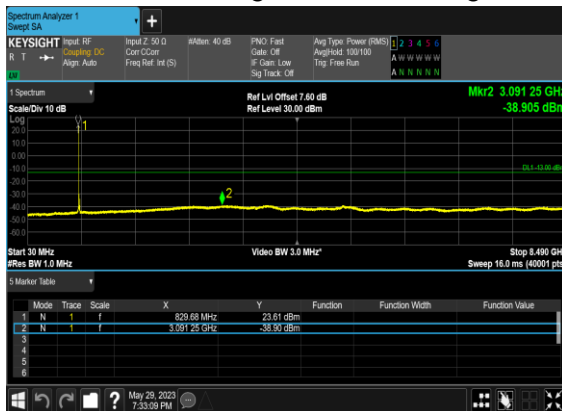 Spectrum Analyzer 1
Swept SA
+
KEYSIGHT Input: RF Input Z: 50 Ω #Atten: 40 dB PNO: Fast Avg Type: Power (RMS) 1 2 3 4 5 6
R T Coupling: DC Corr CCorr Gate: Off Avg|Hold: 100/100 A W W W W W
Align: Auto Freq Ref: Int (S) IF Gain: Low Trig: Free Run A N N N N N
Sig Track: Off
1 Spectrum Ref Lvl Offset 7.60 dB Mkr2 3.091 25 GHz
Scale/Div 10 dB Ref Level 30.00 dBm -38.905 dBm
Log
20.0
10.0
0.00
-10.0
-20.0
-30.0
-40.0
-50.0
-60.0
1
DL1 -13.00 dBm
2
Start 30 MHz Video BW 3.0 MHz* Stop 8.490 GHz
#Res BW 1.0 MHz Sweep 16.0 ms (40001 pts)
5 Marker Table
Mode Trace Scale X Y Function Function Width Function Value
1 N 1 f 829.68 MHz 23.61 dBm
2 N 1 f 3.091 25 GHz -38.90 dBm
3
4
5
6
? May 29, 2023
7:33:09 PM